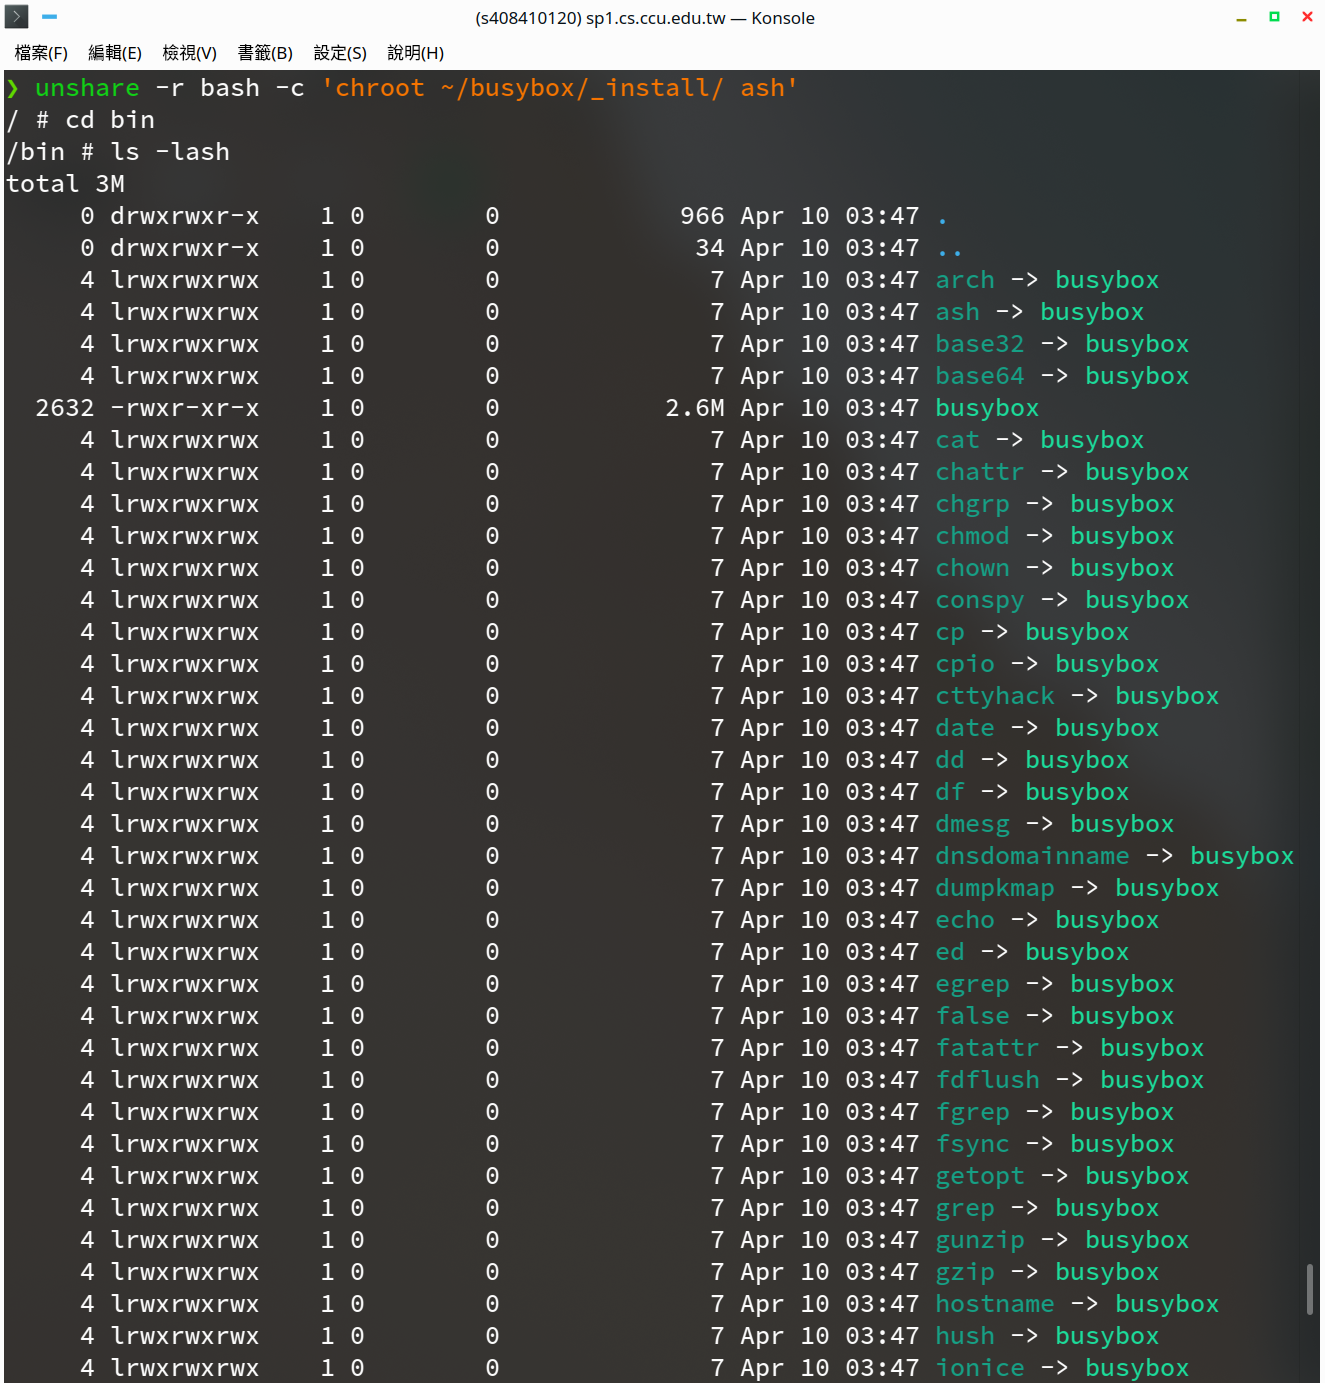 (s408410120) sp1.cs.ccu.edu.tw — Konsole
檔案(F) 編輯(E) 檢視(V) 書籤(B) 設定(S) 說明(H)
❯ unshare -r bash -c 'chroot ~/busybox/_install/ ash'
/ # cd bin
/bin # ls -lash
total 3M
0 drwxrwxr-x 1 0 0 966 Apr 10 03:47 .
0 drwxrwxr-x 1 0 0 34 Apr 10 03:47 ..
4 lrwxrwxrwx 1 0 0 7 Apr 10 03:47 arch -> busybox
4 lrwxrwxrwx 1 0 0 7 Apr 10 03:47 ash -> busybox
4 lrwxrwxrwx 1 0 0 7 Apr 10 03:47 base32 -> busybox
4 lrwxrwxrwx 1 0 0 7 Apr 10 03:47 base64 -> busybox
2632 -rwxr-xr-x 1 0 0 2.6M Apr 10 03:47 busybox
4 lrwxrwxrwx 1 0 0 7 Apr 10 03:47 cat -> busybox
4 lrwxrwxrwx 1 0 0 7 Apr 10 03:47 chattr -> busybox
4 lrwxrwxrwx 1 0 0 7 Apr 10 03:47 chgrp -> busybox
4 lrwxrwxrwx 1 0 0 7 Apr 10 03:47 chmod -> busybox
4 lrwxrwxrwx 1 0 0 7 Apr 10 03:47 chown -> busybox
4 lrwxrwxrwx 1 0 0 7 Apr 10 03:47 conspy -> busybox
4 lrwxrwxrwx 1 0 0 7 Apr 10 03:47 cp -> busybox
4 lrwxrwxrwx 1 0 0 7 Apr 10 03:47 cpio -> busybox
4 lrwxrwxrwx 1 0 0 7 Apr 10 03:47 cttyhack -> busybox
4 lrwxrwxrwx 1 0 0 7 Apr 10 03:47 date -> busybox
4 lrwxrwxrwx 1 0 0 7 Apr 10 03:47 dd -> busybox
4 lrwxrwxrwx 1 0 0 7 Apr 10 03:47 df -> busybox
4 lrwxrwxrwx 1 0 0 7 Apr 10 03:47 dmesg -> busybox
4 lrwxrwxrwx 1 0 0 7 Apr 10 03:47 dnsdomainname -> busybox
4 lrwxrwxrwx 1 0 0 7 Apr 10 03:47 dumpkmap -> busybox
4 lrwxrwxrwx 1 0 0 7 Apr 10 03:47 echo -> busybox
4 lrwxrwxrwx 1 0 0 7 Apr 10 03:47 ed -> busybox
4 lrwxrwxrwx 1 0 0 7 Apr 10 03:47 egrep -> busybox
4 lrwxrwxrwx 1 0 0 7 Apr 10 03:47 false -> busybox
4 lrwxrwxrwx 1 0 0 7 Apr 10 03:47 fatattr -> busybox
4 lrwxrwxrwx 1 0 0 7 Apr 10 03:47 fdflush -> busybox
4 lrwxrwxrwx 1 0 0 7 Apr 10 03:47 fgrep -> busybox
4 lrwxrwxrwx 1 0 0 7 Apr 10 03:47 fsync -> busybox
4 lrwxrwxrwx 1 0 0 7 Apr 10 03:47 getopt -> busybox
4 lrwxrwxrwx 1 0 0 7 Apr 10 03:47 grep -> busybox
4 lrwxrwxrwx 1 0 0 7 Apr 10 03:47 gunzip -> busybox
4 lrwxrwxrwx 1 0 0 7 Apr 10 03:47 gzip -> busybox
4 lrwxrwxrwx 1 0 0 7 Apr 10 03:47 hostname -> busybox
4 lrwxrwxrwx 1 0 0 7 Apr 10 03:47 hush -> busybox
4 lrwxrwxrwx 1 0 0 7 Apr 10 03:47 ionice -> busybox